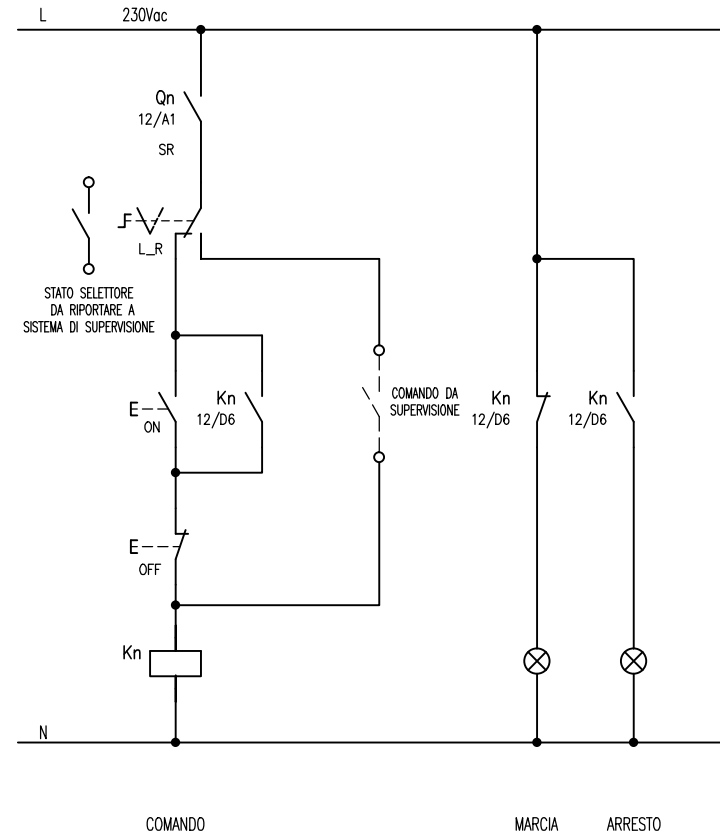 L 230Vac
Qn
12/A1
SR
L_R
STATO SELETTORE
DA RIPORTARE A
SISTEMA DI SUPERVISIONE
E ON
Kn
12/D6
COMANDO DA
SUPERVISIONE
Kn
12/D6
Kn
12/D6
E OFF
Kn
N
COMANDO MARCIA ARRESTO